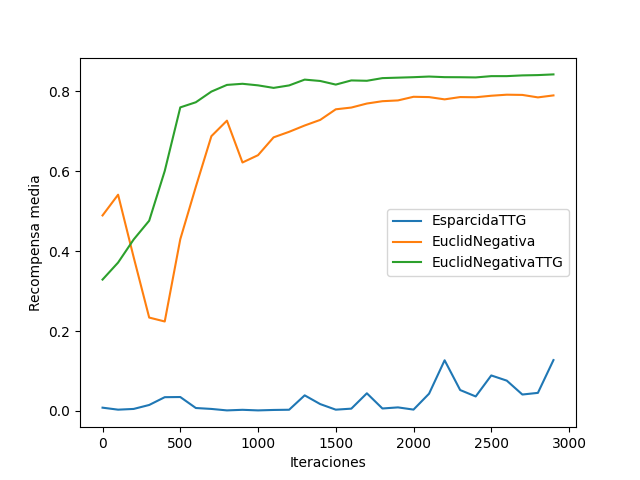 0.8
0.6
0.4
0.2
0.0
Recompensa media
EsparcidaTTG
EuclidNegativa
EuclidNegativaTTG
0 500 1000 1500 2000 2500 3000
Iteraciones